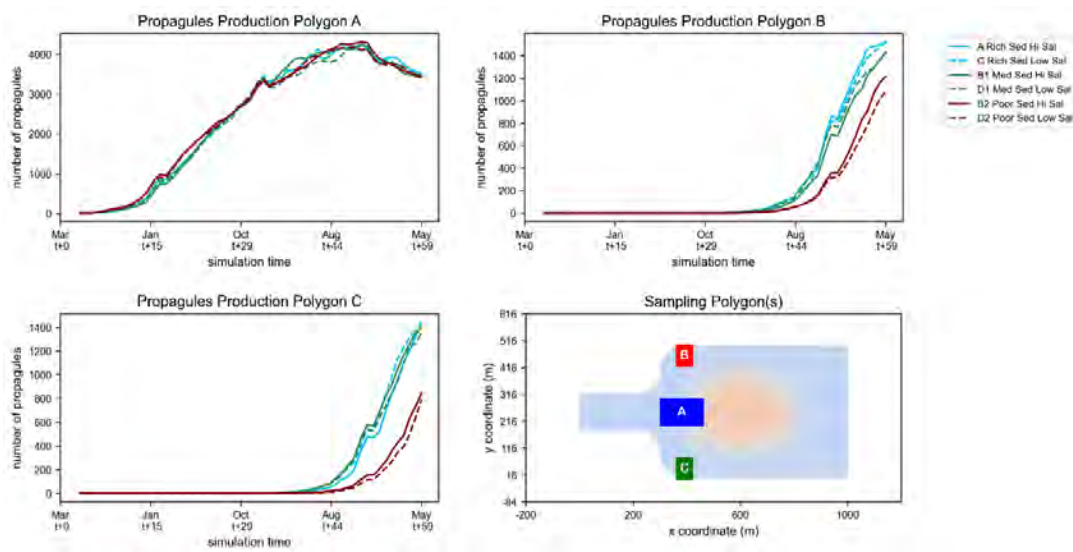 Propagules Production Polygon A
number of propagules
4000
3000
2000
1000
0
Mar
t+0
Jan
t+15
Oct
t+29
Aug
t+44
May
t+59
simulation time
Propagules Production Polygon B
number of propagules
1400
1200
1000
800
600
400
200
0
Mar
t+0
Jan
t+15
Oct
t+29
Aug
t+44
May
t+59
simulation time
A Rich Sed Hi Sal
C Rich Sed Low Sal
B1 Med Sed Hi Sal
D1 Med Sed Low Sal
B2 Poor Sed Hi Sal
D2 Poor Sed Low Sal
Propagules Production Polygon C
number of propagules
1400
1200
1000
800
600
400
200
0
Mar
t+0
Jan
t+15
Oct
t+29
Aug
t+44
May
t+59
simulation time
Sampling Polygon(s)
y coordinate (m)
816
716
616
516
416
316
216
116
16
-84
B
A
C
-200
200
600
1000
x coordinate (m)